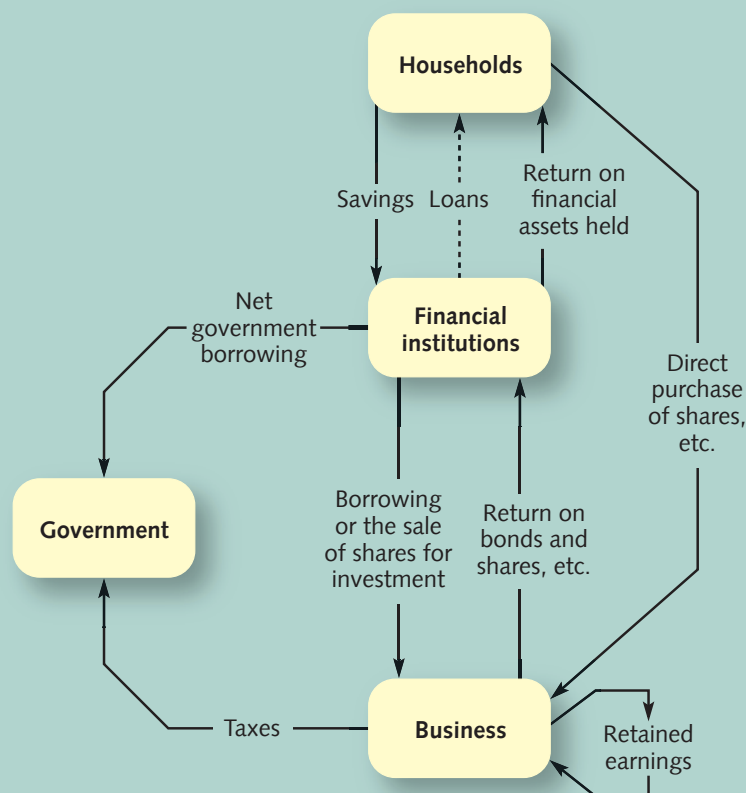 Households
Savings
Loans
Return on
financial
assets held
Net
government
borrowing
Financial
institutions
Direct
purchase
of shares,
etc.
Government
Borrowing
or the sale
of shares for
investment
Return on
bonds and
shares, etc.
Taxes
Business
Retained
earnings